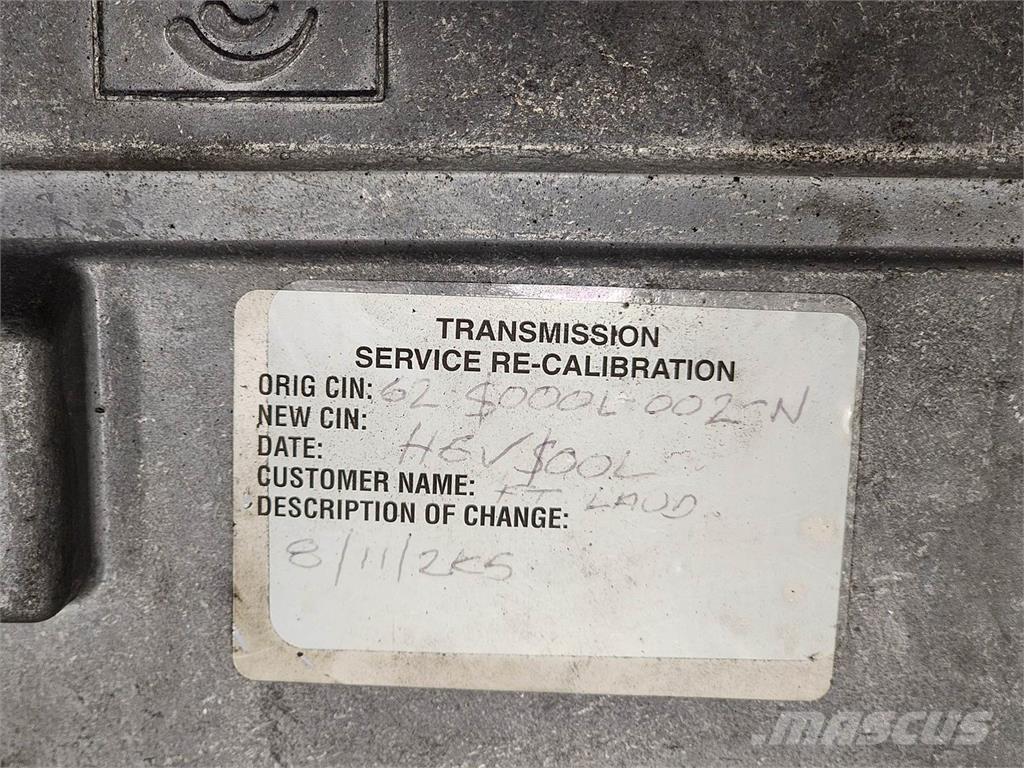 TRANSMISSION
SERVICE RE-CALIBRATION
ORIG CIN: 62 $000L-002-N
NEW CIN:
DATE: HEV$00L
CUSTOMER NAME: FT LAUD
DESCRIPTION OF CHANGE:
8/11/2K5
MASCUS